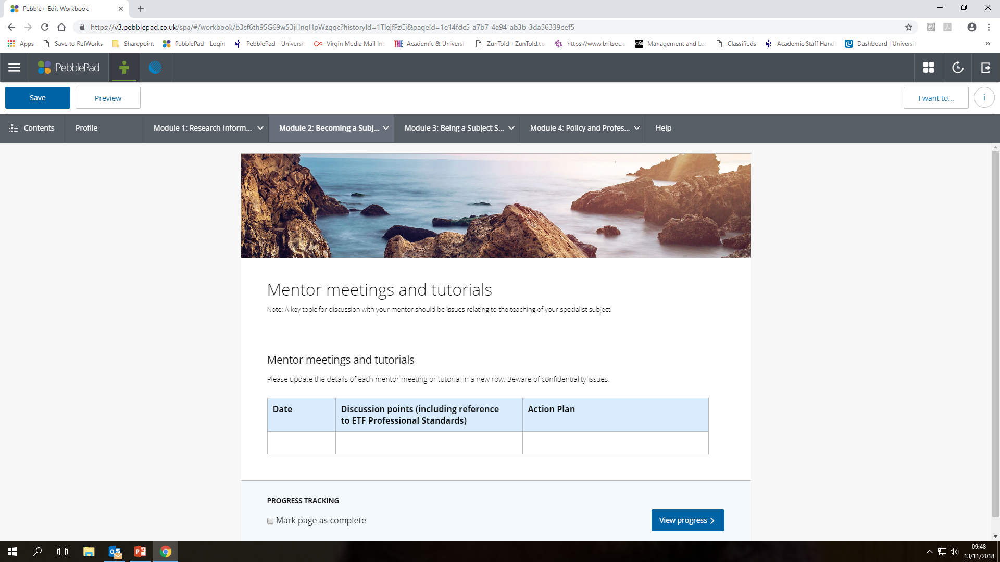 Pebble+ Edit Workbook
https://v3.pebblepad.co.uk/spa/#/workbook/b3sf6th95G69w53jHnqHpWzqqc?historyId=1TIejfFzCj&pageId=1e14fdc5-a7b7-4a94-ab3b-3da56339eef5
Apps Save to RefWorks Sharepoint PebblePad - Login PebblePad - Universit Virgin Media Mail Inb THE Academic & Universit ZunTold - ZunTold.co https://www.britsoc.c CMI Management and Lea Classifieds Academic Staff Hand Dashboard | Universit »
PebblePad
Save Preview I want to... i
Contents Profile Module 1: Research-Inform... Module 2: Becoming a Subj... Module 3: Being a Subject S... Module 4: Policy and Profes... Help
Mentor meetings and tutorials
Note: A key topic for discussion with your mentor should be issues relating to the teaching of your specialist subject.
Mentor meetings and tutorials
Please update the details of each mentor meeting or tutorial in a new row. Beware of confidentiality issues.
Date Discussion points (including reference Action Plan
to ETF Professional Standards)
PROGRESS TRACKING
Mark page as complete View progress
09:48
13/11/2018